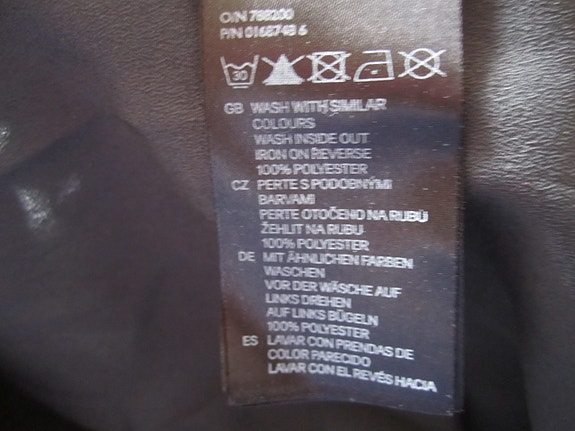 O/N 788200
P/N 0168743 6
30
GB WASH WITH SIMILAR
COLOURS
WASH INSIDE OUT
IRON ON REVERSE
100% POLYESTER
CZ PERTE S PODOBNÝMI
BARVAMI
PERTE OTOČENO NA RUBU
ŽEHLIT NA RUBU
100% POLYESTER
DE MIT ÄHNLICHEN FARBEN
WASCHEN
VOR DER WÄSCHE AUF
LINKS DREHEN
AUF LINKS BÜGELN
100% POLYESTER
ES LAVAR CON PRENDAS DE
COLOR PARECIDO
LAVAR CON EL REVÉS HACIA